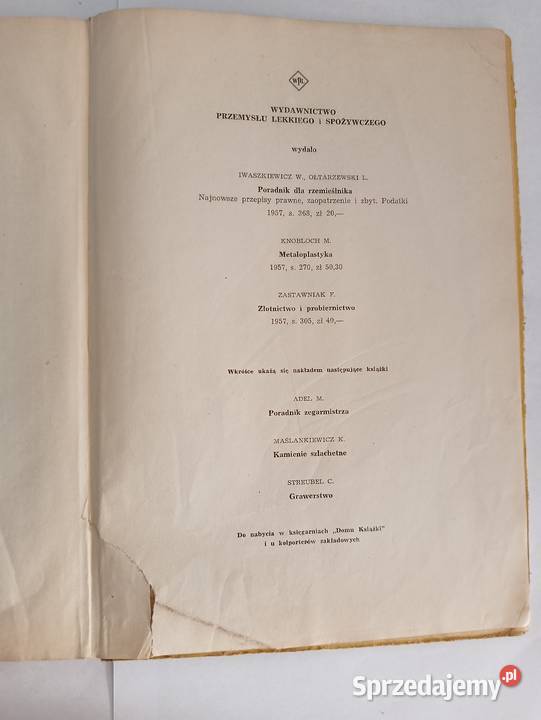 WPL
WYDAWNICTWO
PRZEMYSŁU LEKKIEGO i SPOŻYWCZEGO
wydało
IWASZKIEWICZ W., OŁTARZEWSKI L.
Poradnik dla rzemieślnika
Najnowsze przepisy prawne, zaopatrzenie i zbyt. Podatki
1957, s. 268, zł 20,—
KNOBLOCH M.
Metaloplastyka
1957, s. 270, zł 50,30
ZASTAWNIAK F.
Złotnictwo i probiernictwo
1957, s. 305, zł 49,—
Wkrótce ukażą się nakładem następujące książki
ADEL M.
Poradnik zegarmistrza
MAŚLANKIEWICZ K.
Kamienie szlachetne
STREUBEL C.
Grawerstwo
Do nabycia w księgarniach „Domu Książki"
i u kolporterów zakładowych
Sprzedajemy.pl